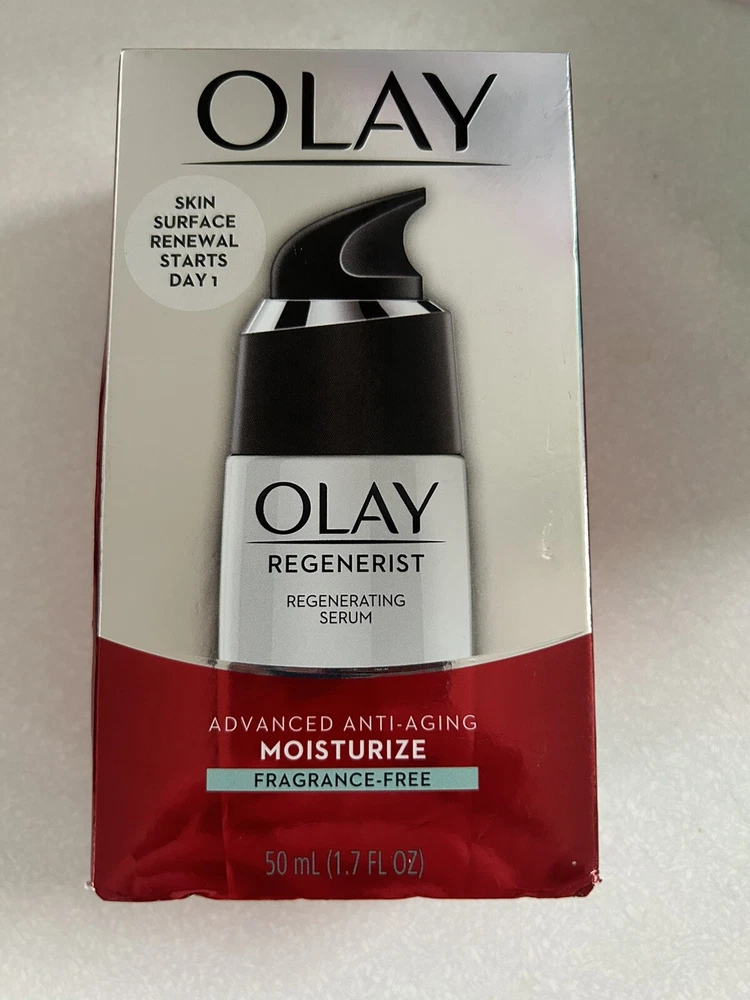 OLAY
SKIN
SURFACE
RENEWAL
STARTS
DAY 1
OLAY
REGENERIST
REGENERATING
SERUM
ADVANCED ANTI-AGING
MOISTURIZE
FRAGRANCE-FREE
50 mL (1.7 FL OZ)